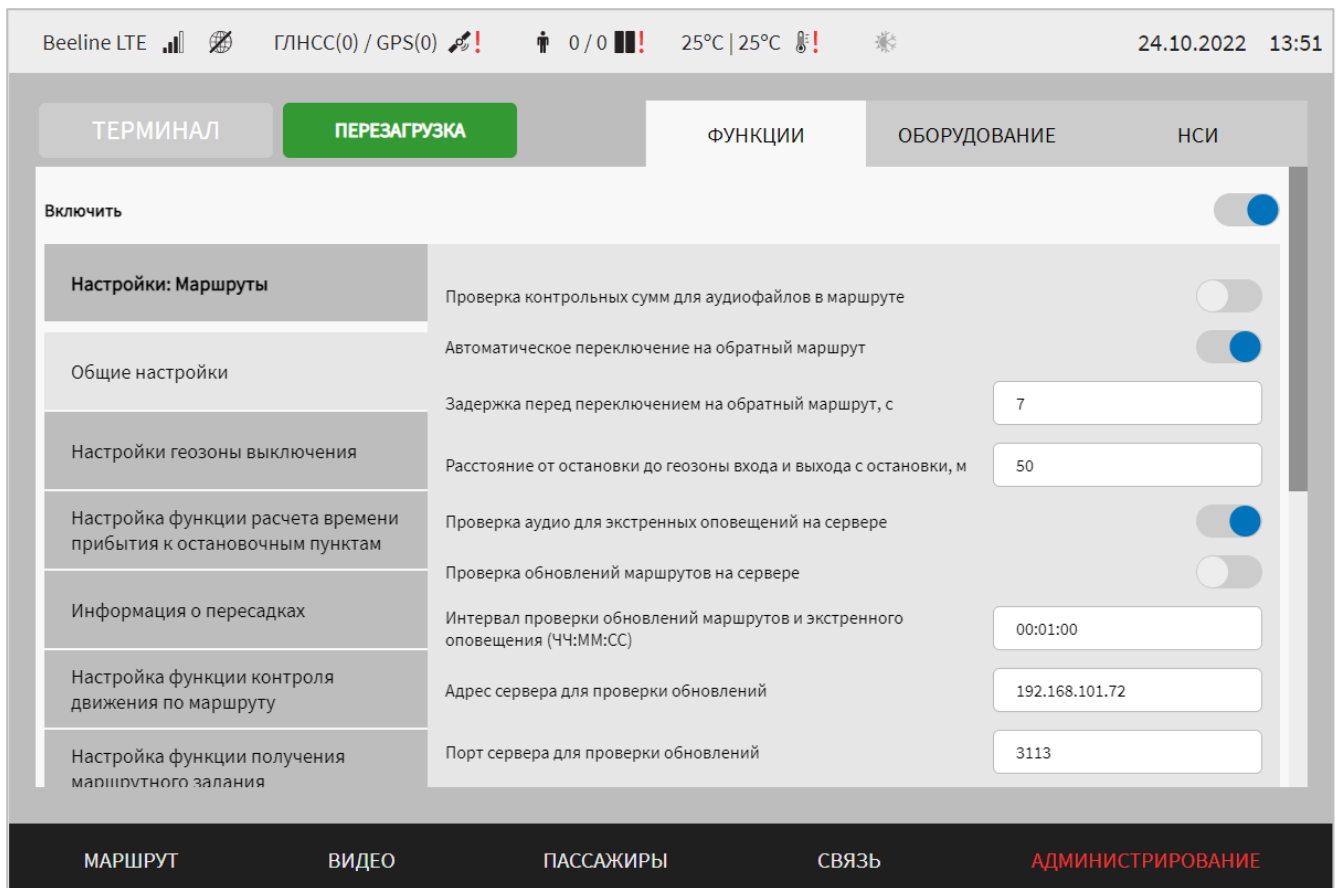 Beeline LTE ГЛНСС(0) / GPS(0) ! 0 / 0 ! 25°C | 25°C ! 24.10.2022 13:51
ТЕРМИНАЛ ПЕРЕЗАГРУЗКА ФУНКЦИИ ОБОРУДОВАНИЕ НСИ
Включить
Настройки: Маршруты
Общие настройки
Настройки геозоны выключения
Настройка функции расчета времени
прибытия к остановочным пунктам
Информация о пересадках
Настройка функции контроля
движения по маршруту
Настройка функции получения
маршрутного задания
Проверка контрольных сумм для аудиофайлов в маршруте
Автоматическое переключение на обратный маршрут
Задержка перед переключением на обратный маршрут, с 7
Расстояние от остановки до геозоны входа и выхода с остановки, м 50
Проверка аудио для экстренных оповещений на сервере
Проверка обновлений маршрутов на сервере
Интервал проверки обновлений маршрутов и экстренного
оповещения (ЧЧ:ММ:СС) 00:01:00
Адрес сервера для проверки обновлений 192.168.101.72
Порт сервера для проверки обновлений 3113
МАРШРУТ ВИДЕО ПАССАЖИРЫ СВЯЗЬ АДМИНИСТРИРОВАНИЕ